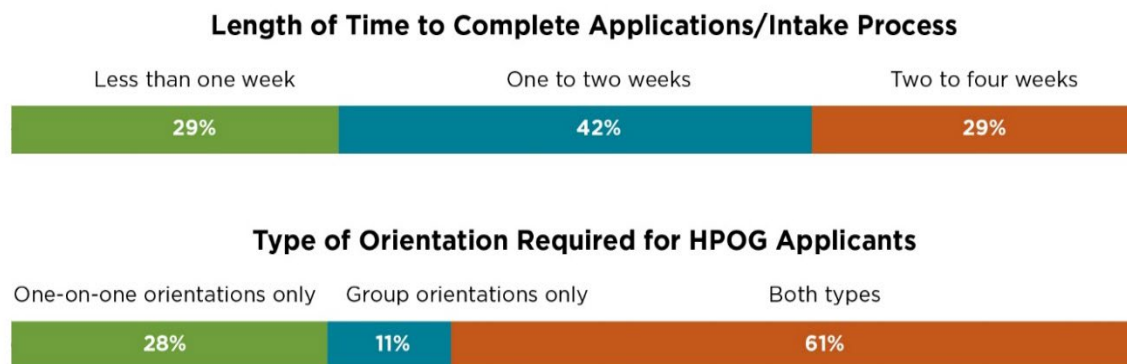 Length of Time to Complete Applications/Intake Process
Less than one week One to two weeks Two to four weeks
29% 42% 29%
Type of Orientation Required for HPOG Applicants
One-on-one orientations only Group orientations only Both types
28% 11% 61%